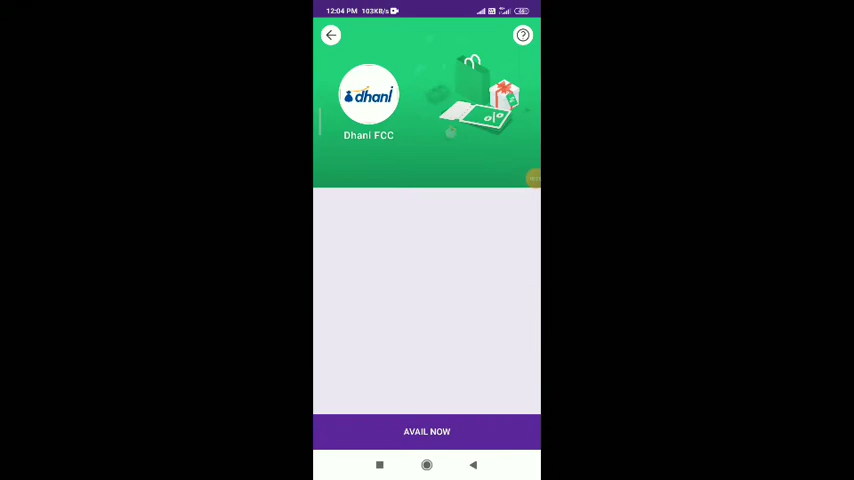 12:04 PM 103KB/s
dhani
%
Dhani FCC
AVAIL NOW